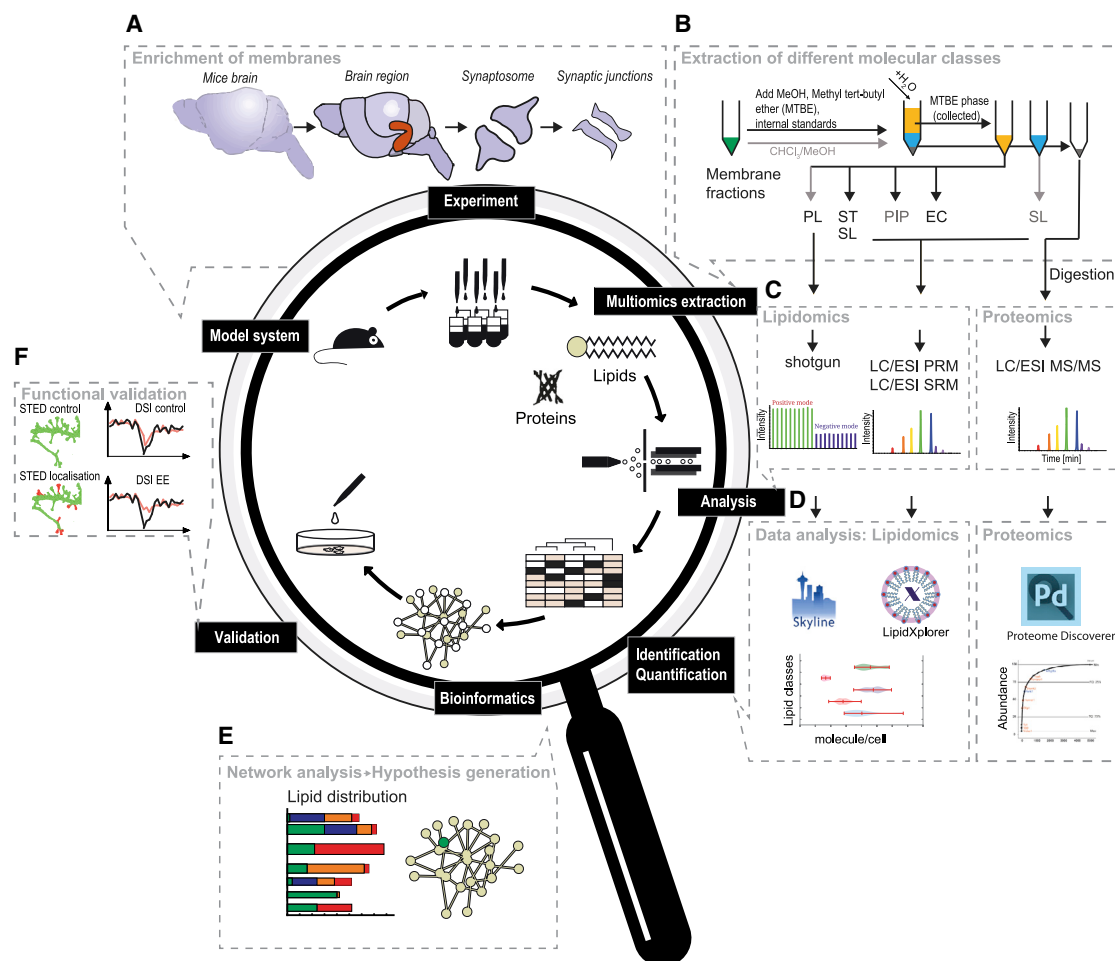 A
Enrichment of membranes
Mice brain
Brain region
Synaptosome
Synaptic junctions
B
Extraction of different molecular classes
Add MeOH, Methyl tert-butyl
ether (MTBE),
internal standards
CHCl3/MeOH
+H2O
MTBE phase
(collected)
Membrane
fractions
PL
ST
SL
PIP
EC
SL
Digestion
Experiment
Multiomics extraction
Model system
Lipids
Proteins
Analysis
Identification
Quantification
Bioinformatics
Validation
C
Lipidomics
shotgun
LC/ESI PRM
LC/ESI SRM
Intensity
Positive mode
Negative mode
Intensity
Proteomics
LC/ESI MS/MS
Intensity
Time [min]
D
Data analysis: Lipidomics
Skyline
X
LipidXplorer
Lipid classes
molecule/cell
Proteomics
Pd
Proteome Discoverer
Abundance
E
Network analysis▸Hypothesis generation
Lipid distribution
F
Functional validation
STED control
DSI control
STED localisation
DSI EE